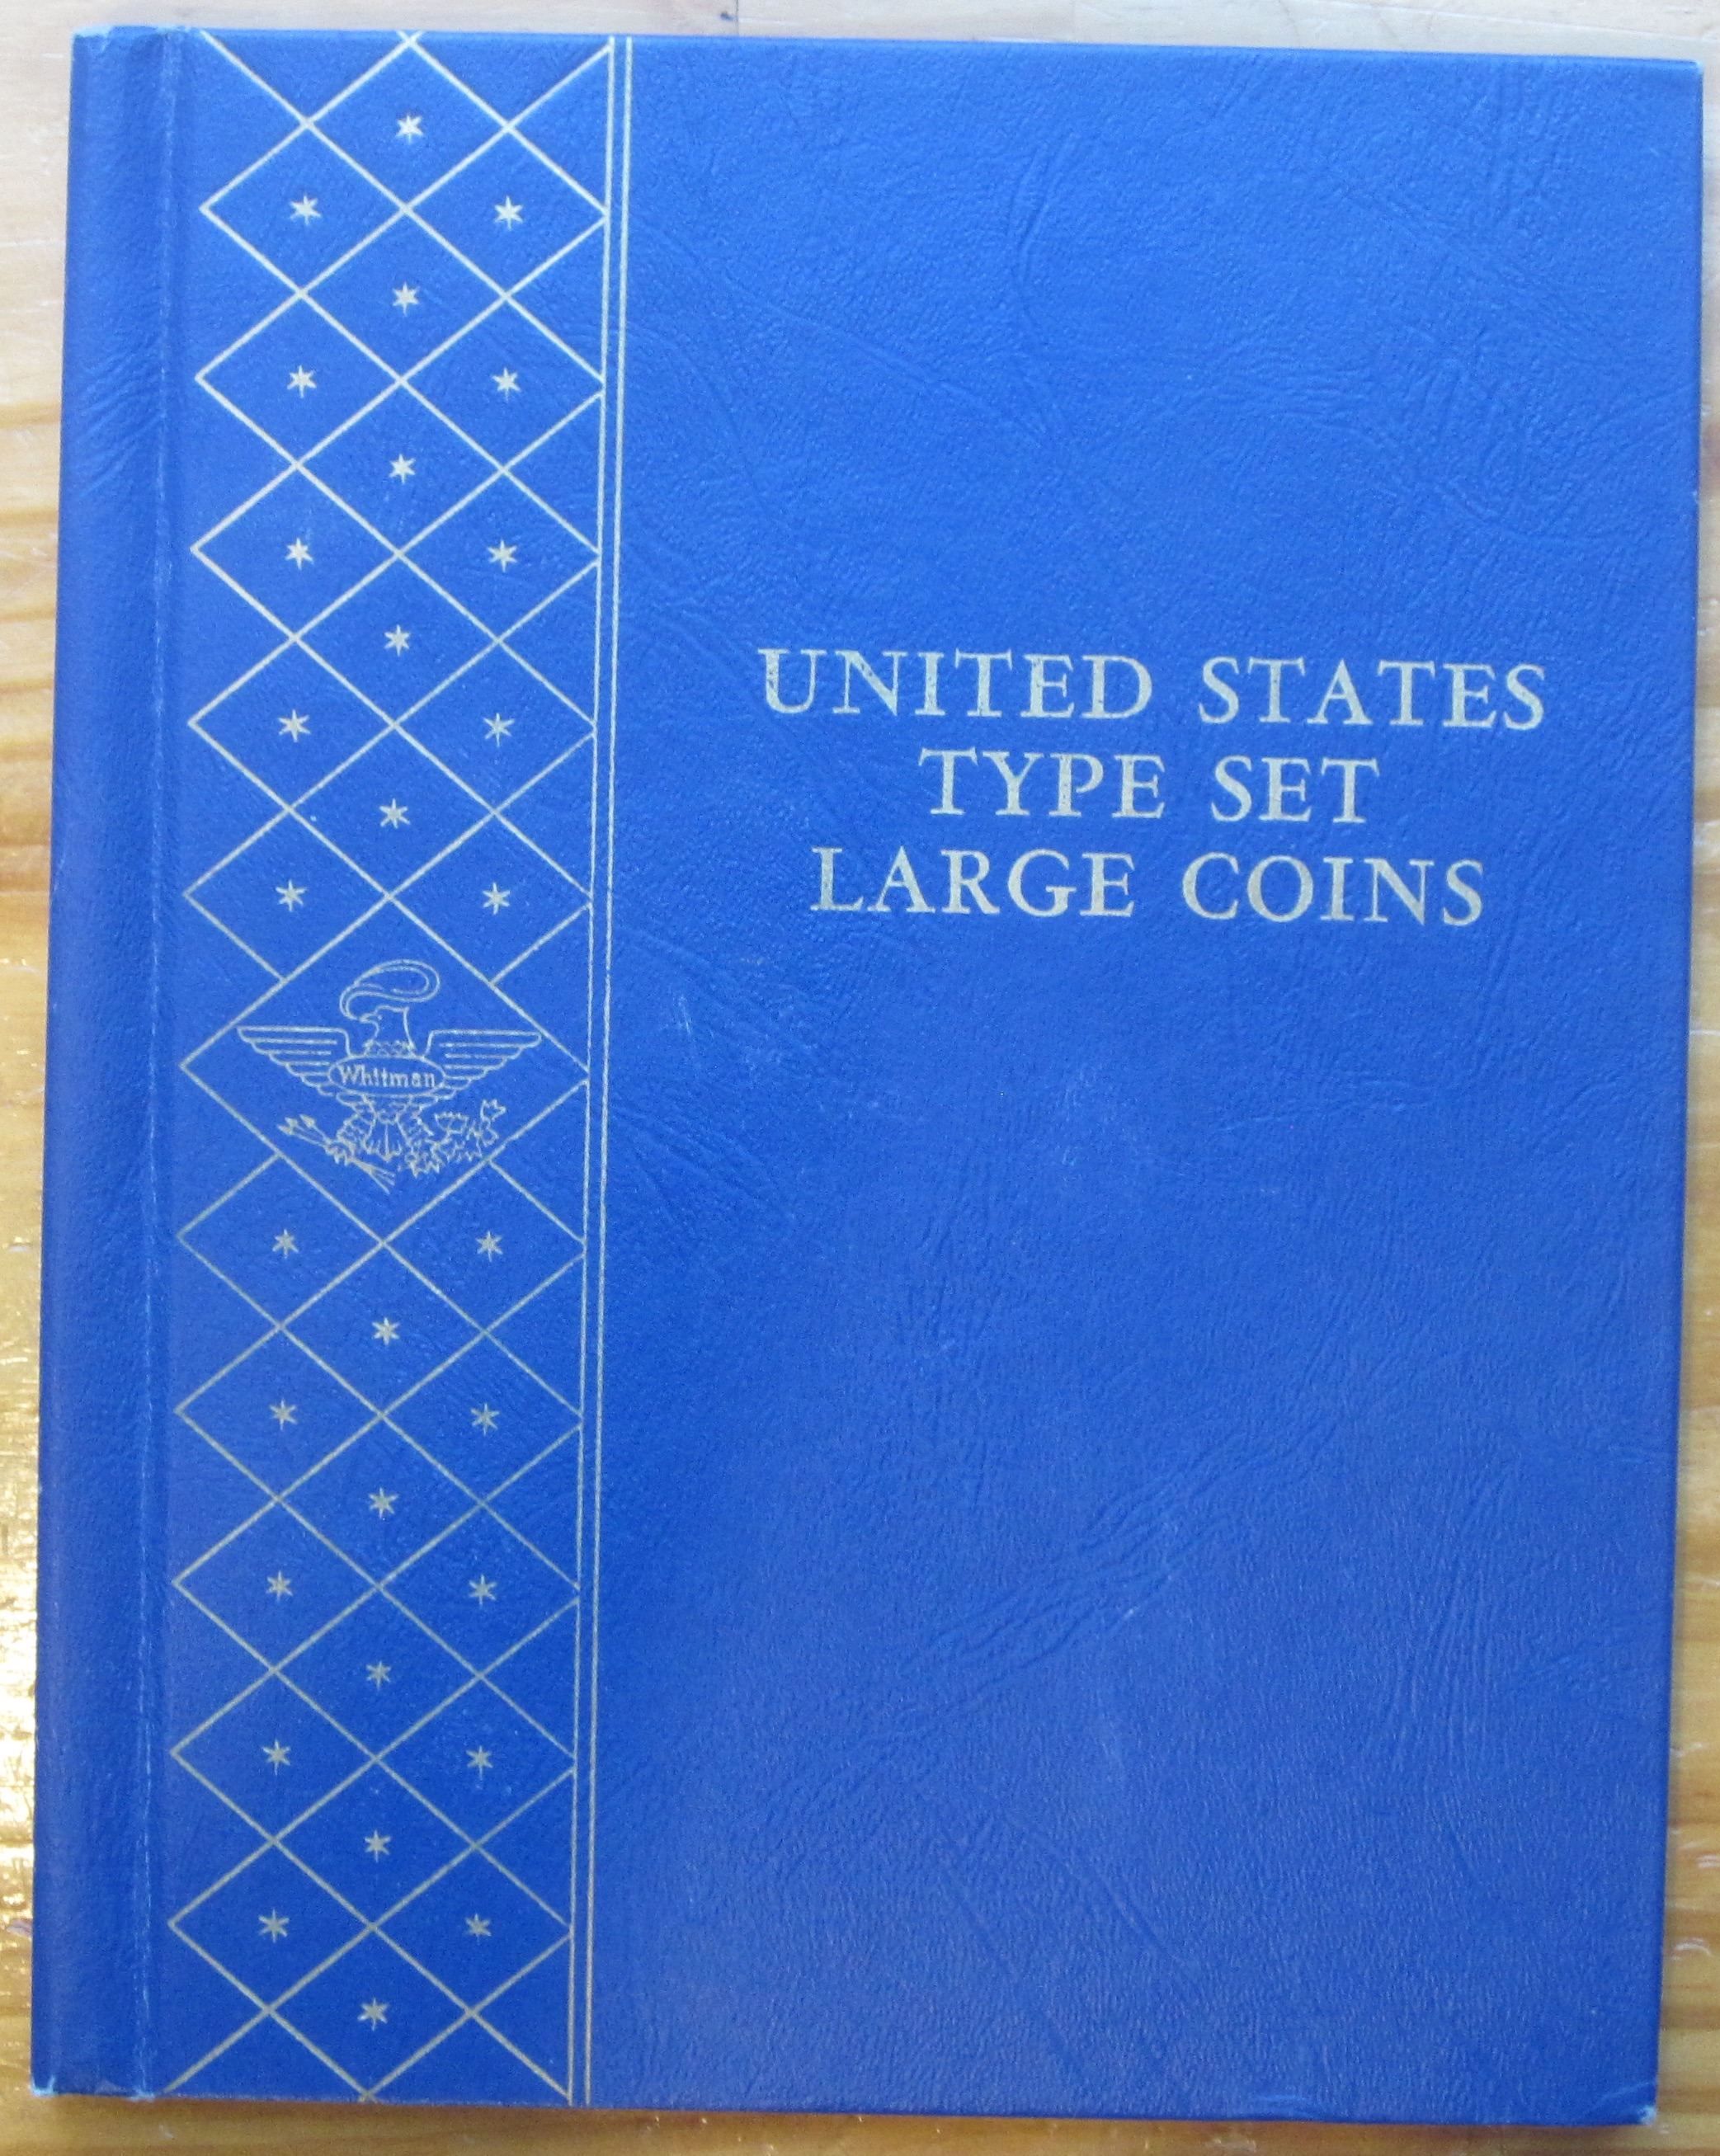 UNITED STATES
TYPE SET
LARGE COINS
Whitman